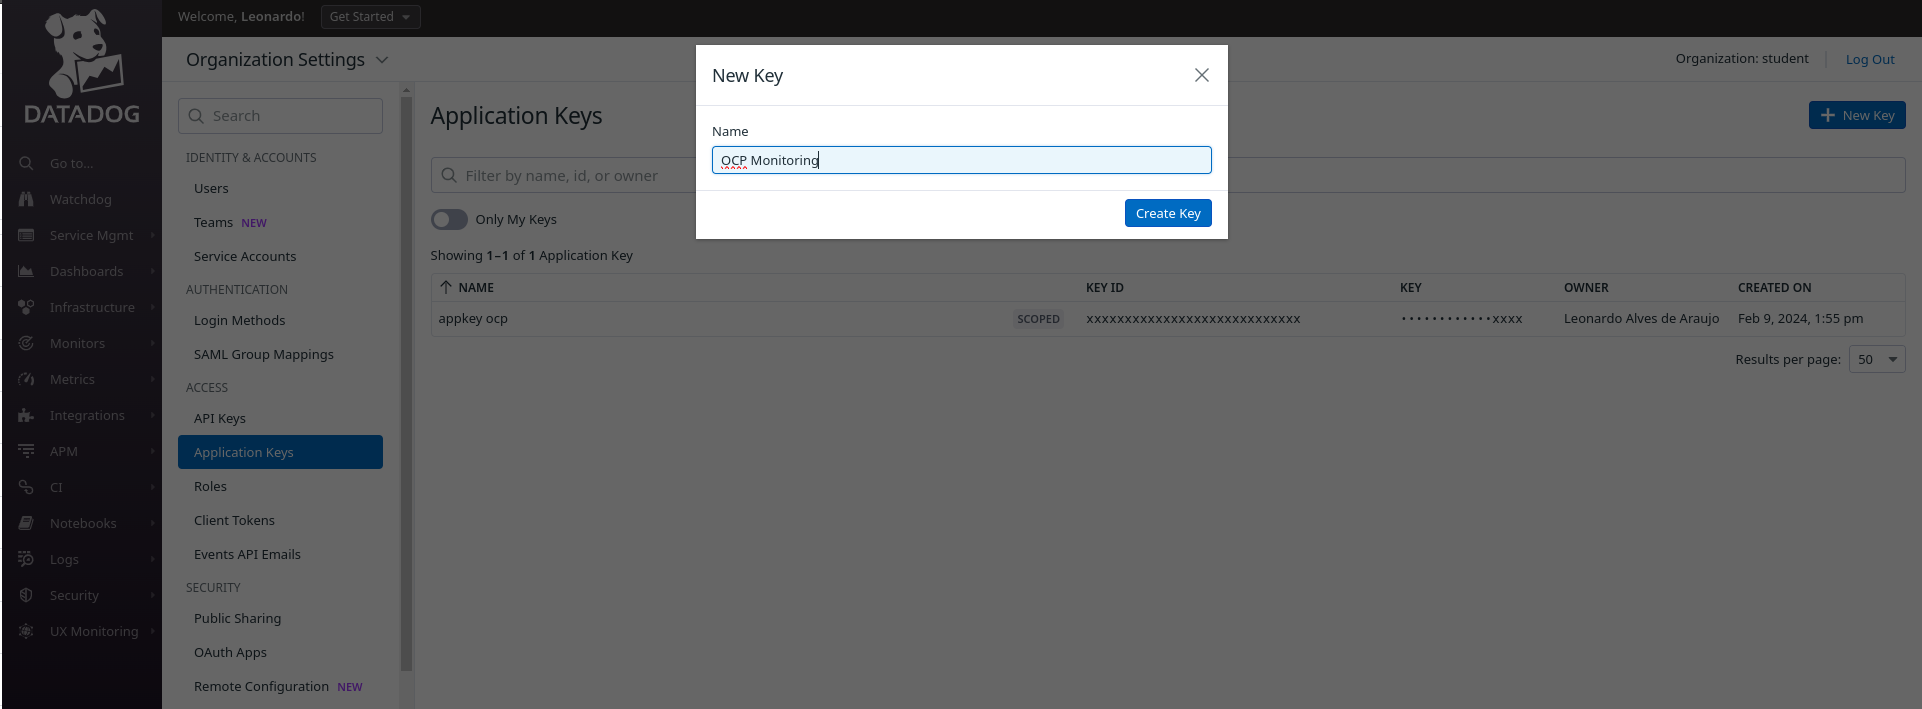 Welcome, Leonardo!
Get Started
DATADOG
Go to...
Watchdog
Service Mgmt
Dashboards
Infrastructure
Monitors
Metrics
Integrations
APM
CI
Notebooks
Logs
Security
UX Monitoring
Organization Settings
Organization: student
Log Out
Search
IDENTITY & ACCOUNTS
Users
Teams NEW
Service Accounts
AUTHENTICATION
Login Methods
SAML Group Mappings
ACCESS
API Keys
Application Keys
Roles
Client Tokens
Events API Emails
SECURITY
Public Sharing
OAuth Apps
Remote Configuration NEW
Application Keys
New Key
Filter by name, id, or owner
Only My Keys
Showing 1–1 of 1 Application Key
NAME KEY ID KEY OWNER CREATED ON
appkey ocp SCOPED xxxxxxxxxxxxxxxxxxxxxxxxxxxx ••••••••••••xxxx Leonardo Alves de Araujo Feb 9, 2024, 1:55 pm
Results per page: 50
New Key
Name
OCP Monitoring
Create Key